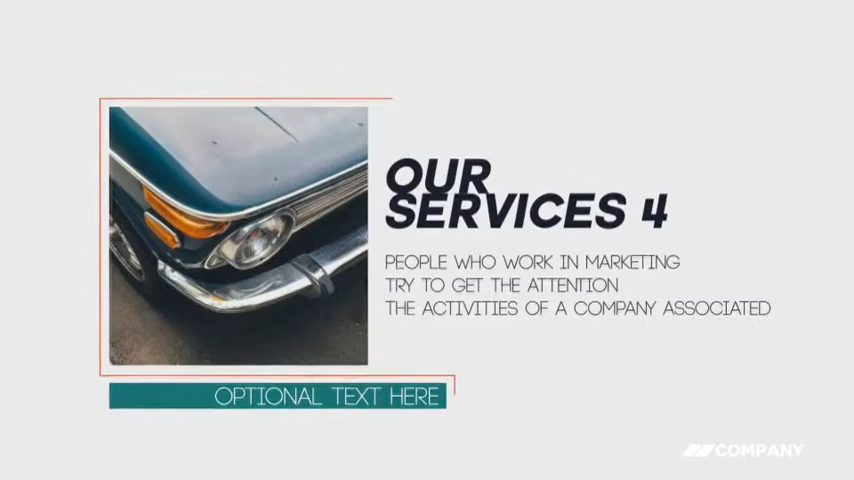 OUR
SERVICES 4
PEOPLE WHO WORK IN MARKETING
TRY TO GET THE ATTENTION
THE ACTIVITIES OF A COMPANY ASSOCIATED
OPTIONAL TEXT HERE
COMPANY